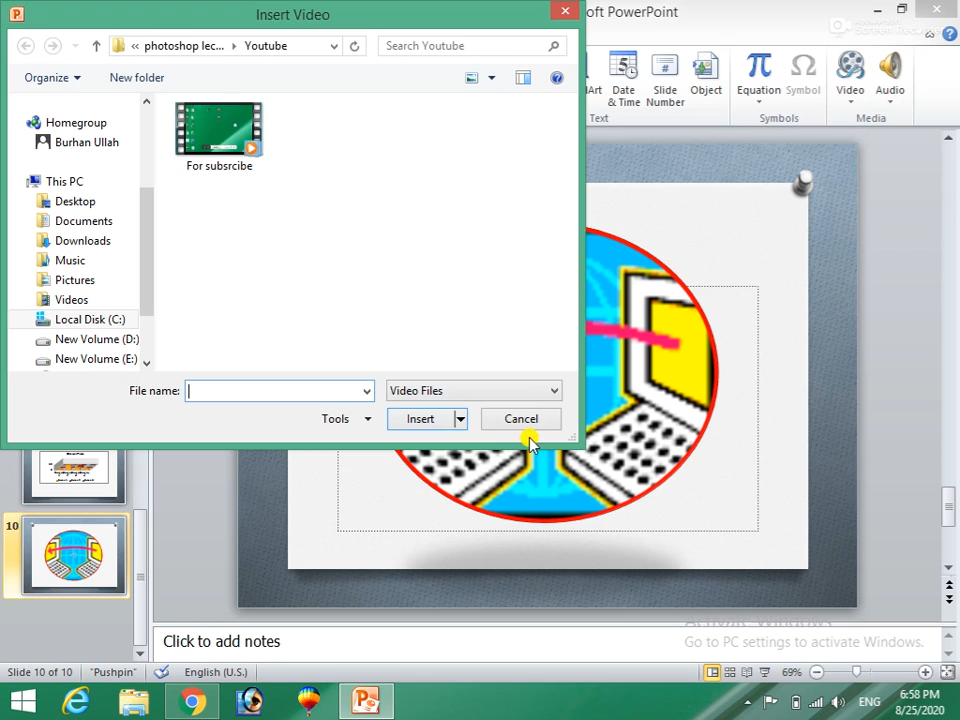 Insert Video
oft PowerPoint
« photoshop lec... Youtube
Search Youtube
Organize
New folder
Homegroup
Burhan Ullah
This PC
Desktop
Documents
Downloads
Music
Pictures
Videos
Local Disk (C:)
New Volume (D:)
New Volume (E:)
For subsrcibe
File name:
Video Files
Tools
Insert
Cancel
Art
Date
& Time
Slide
Number
Object
Equation
Symbol
Video
Audio
Text
Symbols
Media
10
Click to add notes
Activate Windows
Go to PC settings to activate Windows.
Slide 10 of 10
"Pushpin"
English (U.S.)
69%
ENG
6:58 PM
8/25/2020